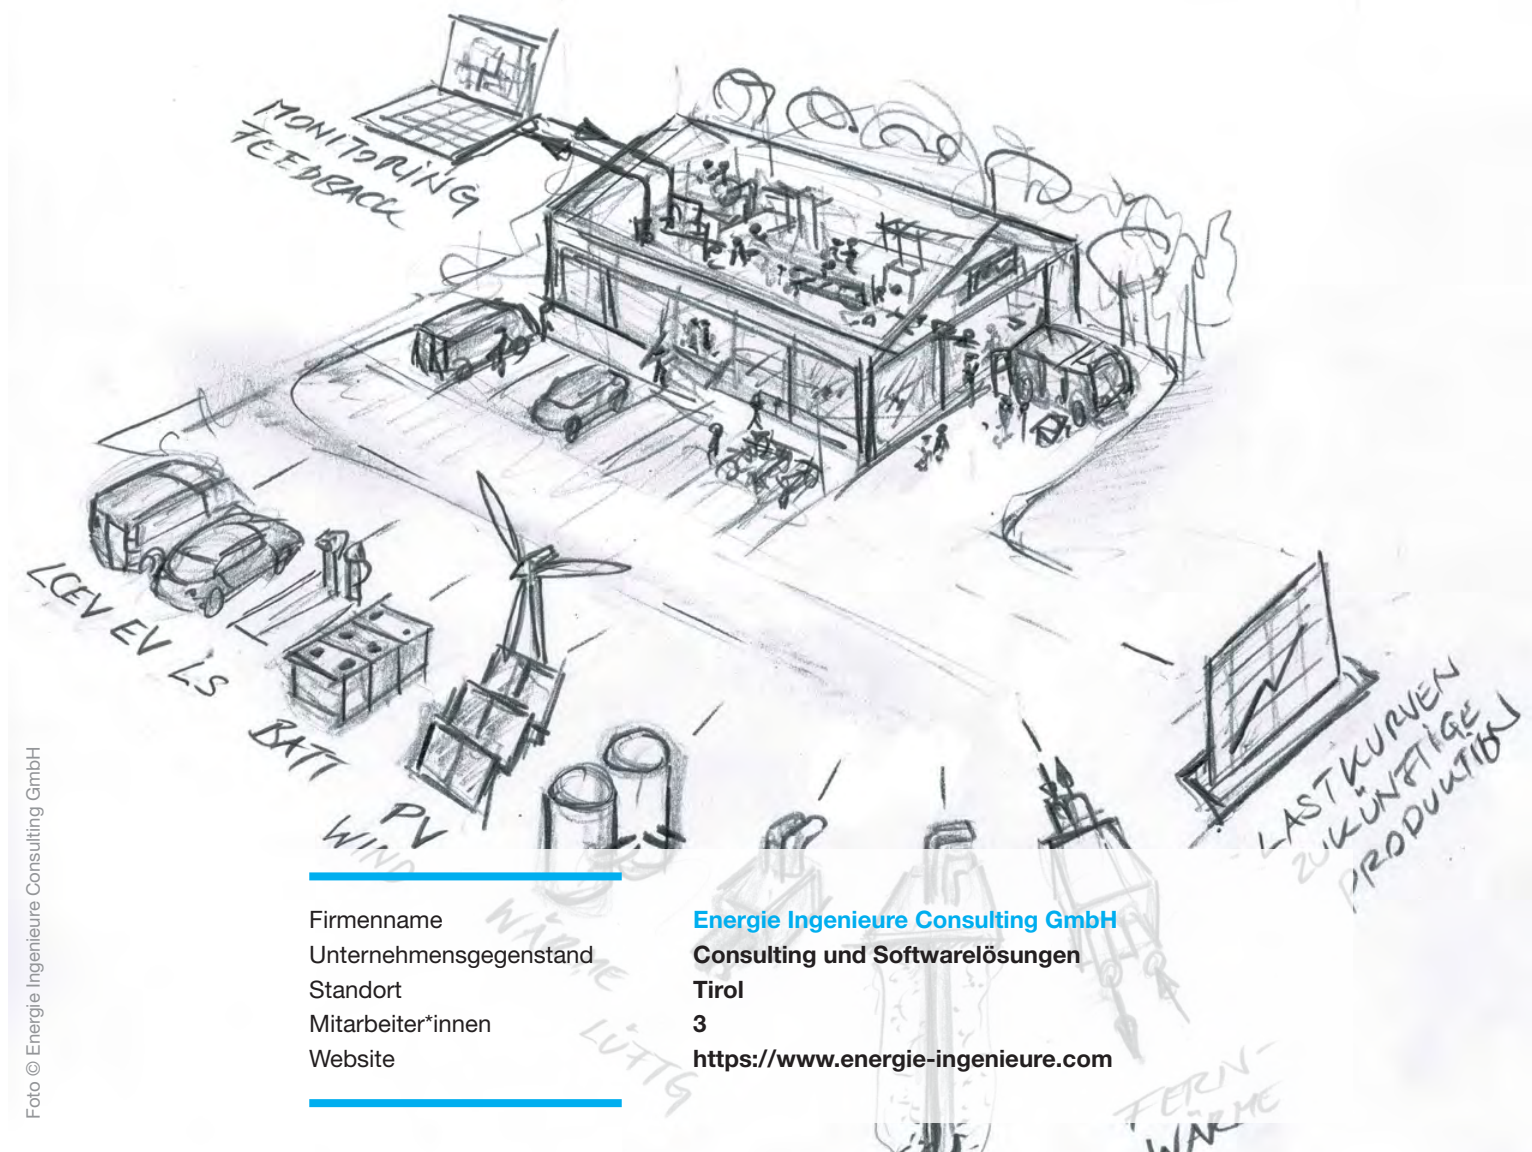 MONITORING
FEEDBACK
LCEV EV LS
BATT
PV
WIND
WÄRME
LÜFTG
FERN-
WÄRME
LASTKURVEN
ZUKÜNFTIGE
PRODUKTION
Firmenname Energie Ingenieure Consulting GmbH
Unternehmensgegenstand Consulting und Softwarelösungen
Standort Tirol
Mitarbeiter*innen 3
Website https://www.energie-ingenieure.com
Foto © Energie Ingenieure Consulting GmbH